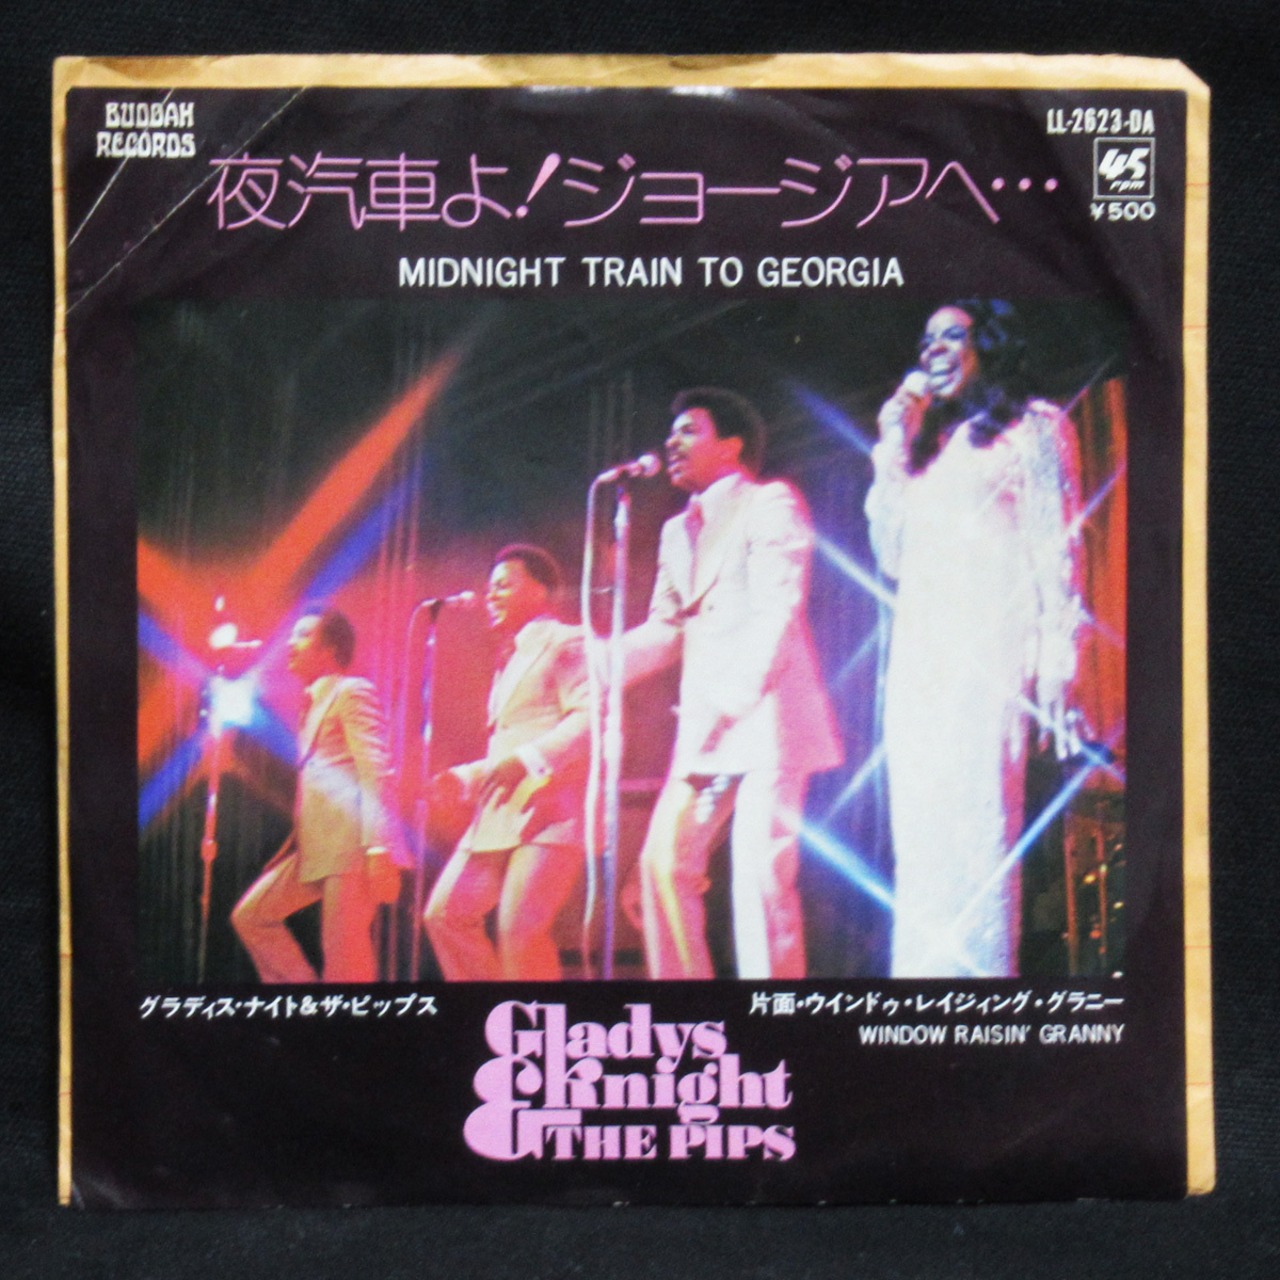 BUDDAH
RECORDS
LL-2623-DA
45
rpm
¥500
夜汽車よ!ジョージアへ…
MIDNIGHT TRAIN TO GEORGIA
グラディス・ナイト&ザ・ピップス
片面・ウインドゥ・レイジィング・グラニー
WINDOW RAISIN' GRANNY
Gladys
Knight
& THE PIPS